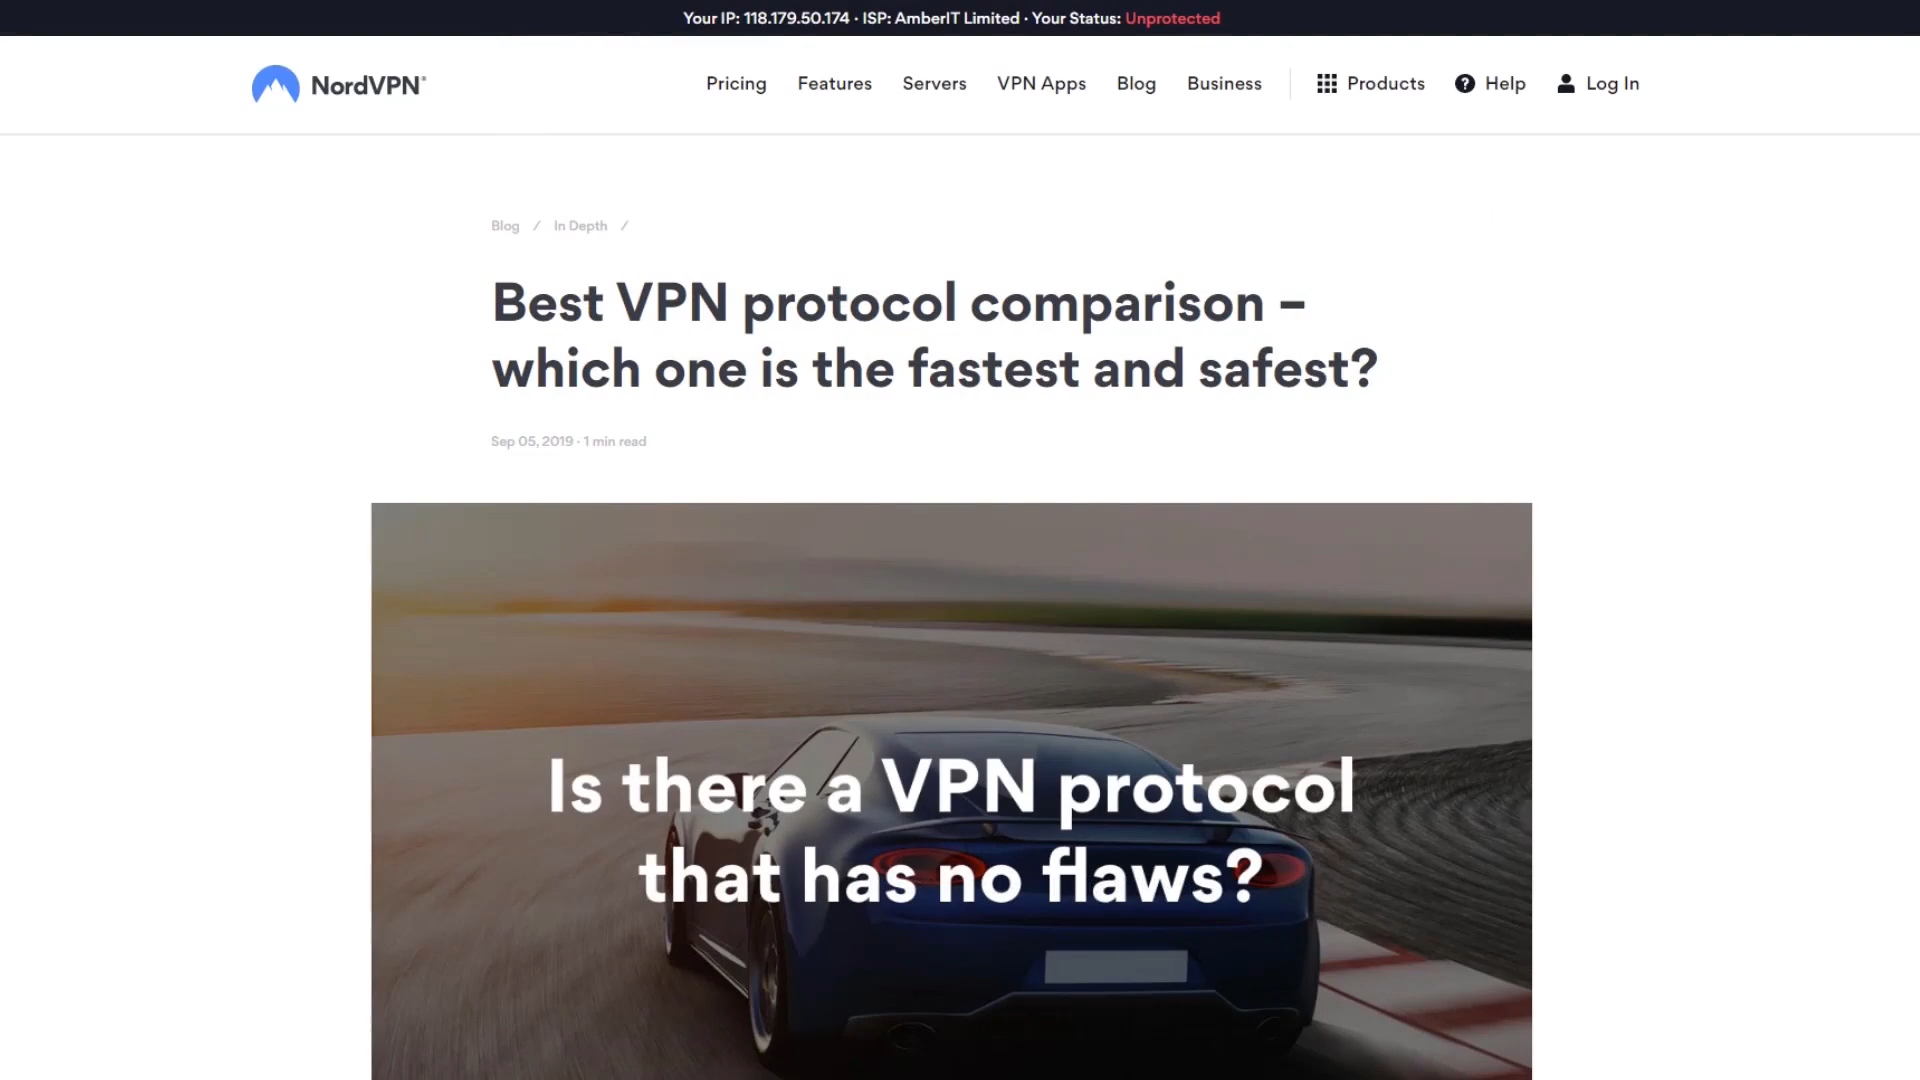 Your IP: 118.179.50.174 · ISP: AmberIT Limited · Your Status: Unprotected
NordVPN®
Pricing
Features
Servers
VPN Apps
Blog
Business
Products
Help
Log In
Blog / In Depth /
Best VPN protocol comparison –
which one is the fastest and safest?
Sep 05, 2019 · 1 min read
Is there a VPN protocol
that has no flaws?